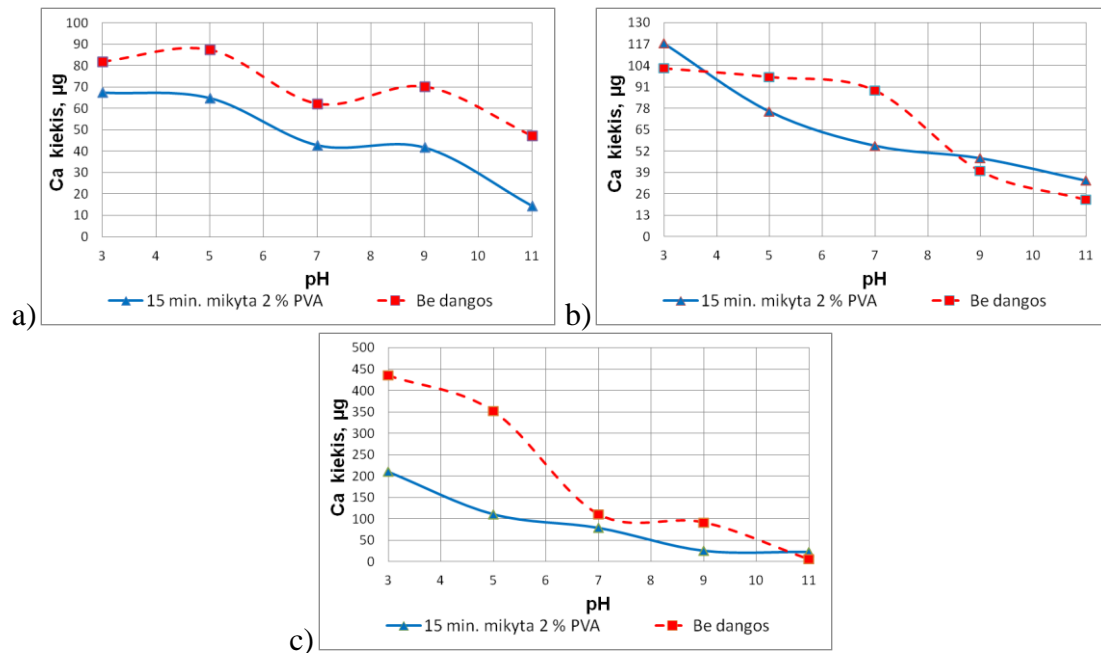 100
90
80
70
60
50
40
30
20
10
0
Ca kiekis, µg
3 4 5 6 7 8 9 10 11
pH
15 min. mikyta 2 % PVA Be dangos
a)
130
117
104
91
78
65
52
39
26
13
0
Ca kiekis, µg
3 4 5 6 7 8 9 10 11
pH
15 min. mikyta 2 % PVA Be dangos
b)
500
450
400
350
300
250
200
150
100
50
0
Ca kiekis, µg
3 4 5 6 7 8 9 10 11
pH
15 min. mikyta 2 % PVA Be dangos
c)